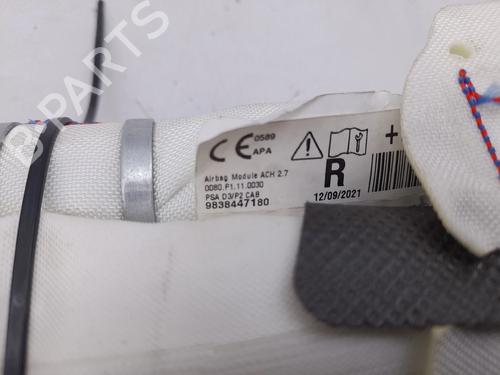 B-PARTS
CE 0589
APA
Airbag Module ACH 2.7
0080.P1.11.0030
PSA D3/P2 CAB
9838447180
R
+
12/09/2021